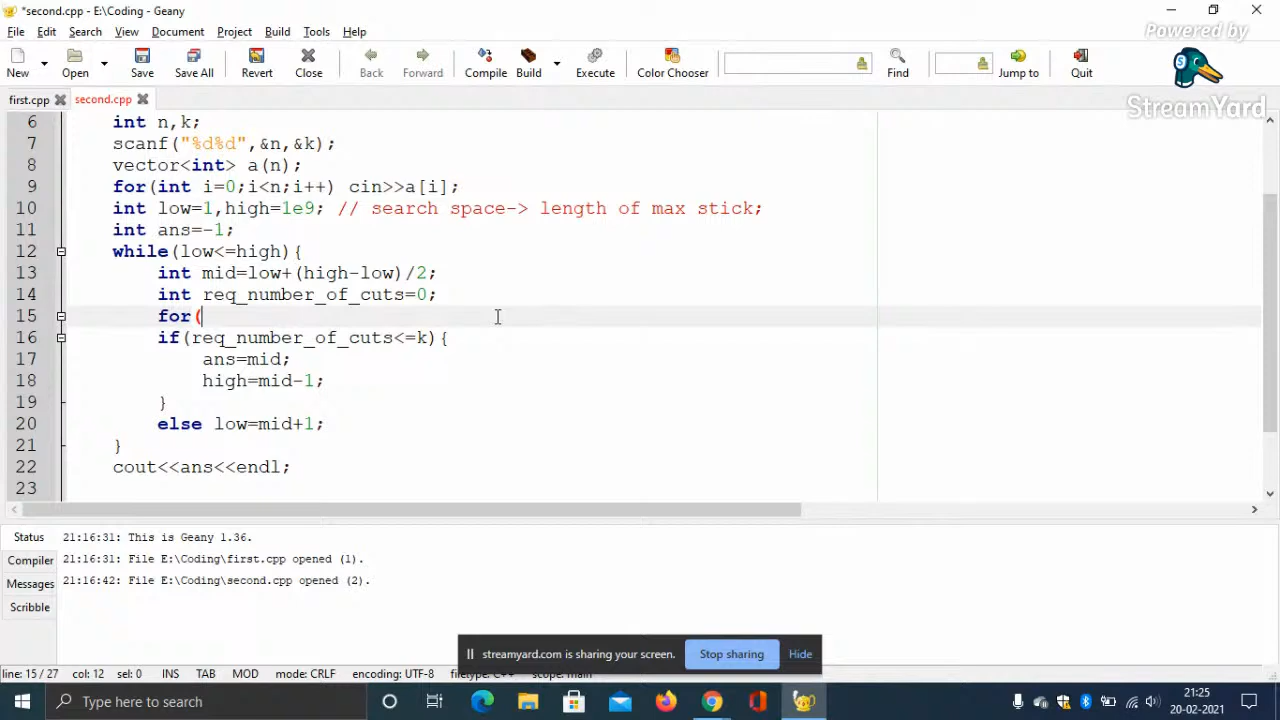 *second.cpp - E:\Coding - Geany
File Edit Search View Document Project Build Tools Help
Powered by
StreamYard
New Open Save Save All Revert Close Back Forward Compile Build Execute Color Chooser Find Jump to Quit
first.cpp second.cpp
6 int n,k;
7 scanf("%d%d",&n,&k);
8 vector<int> a(n);
9 for(int i=0;i<n;i++) cin>>a[i];
10 int low=1,high=1e9; // search space-> length of max stick;
11 int ans=-1;
12 while(low<=high){
13 int mid=low+(high-low)/2;
14 int req_number_of_cuts=0;
15 for(
16 if(req_number_of_cuts<=k){
17 ans=mid;
18 high=mid-1;
19 }
20 else low=mid+1;
21 }
22 cout<<ans<<endl;
23
Status 21:16:31: This is Geany 1.36.
Compiler 21:16:31: File E:\Coding\first.cpp opened (1).
Messages 21:16:42: File E:\Coding\second.cpp opened (2).
Scribble
streamyard.com is sharing your screen. Stop sharing Hide
line: 15 / 27 col: 12 sel: 0 INS TAB MOD mode: CRLF encoding: UTF-8 filetype: C++ scope: main
Type here to search
21:25
20-02-2021